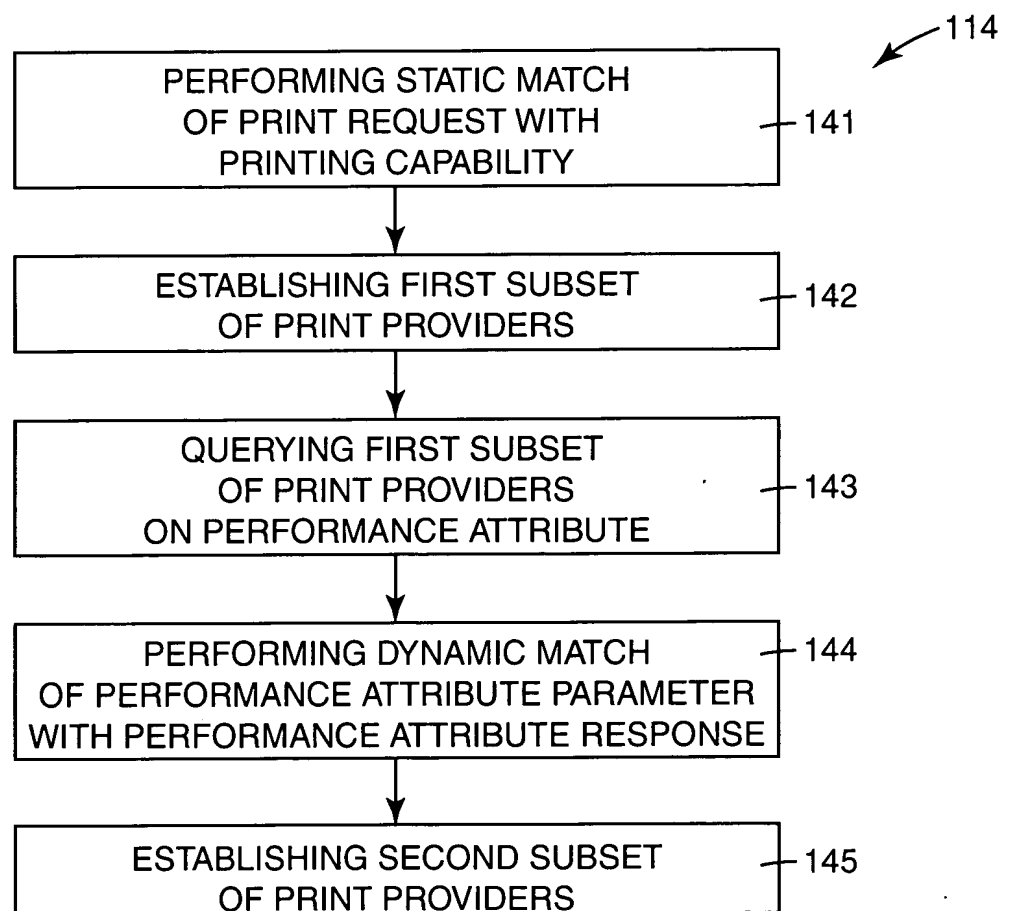 114
PERFORMING STATIC MATCH
OF PRINT REQUEST WITH
PRINTING CAPABILITY
141
ESTABLISHING FIRST SUBSET
OF PRINT PROVIDERS
142
QUERYING FIRST SUBSET
OF PRINT PROVIDERS
ON PERFORMANCE ATTRIBUTE
143
PERFORMING DYNAMIC MATCH
OF PERFORMANCE ATTRIBUTE PARAMETER
WITH PERFORMANCE ATTRIBUTE RESPONSE
144
ESTABLISHING SECOND SUBSET
OF PRINT PROVIDERS
145